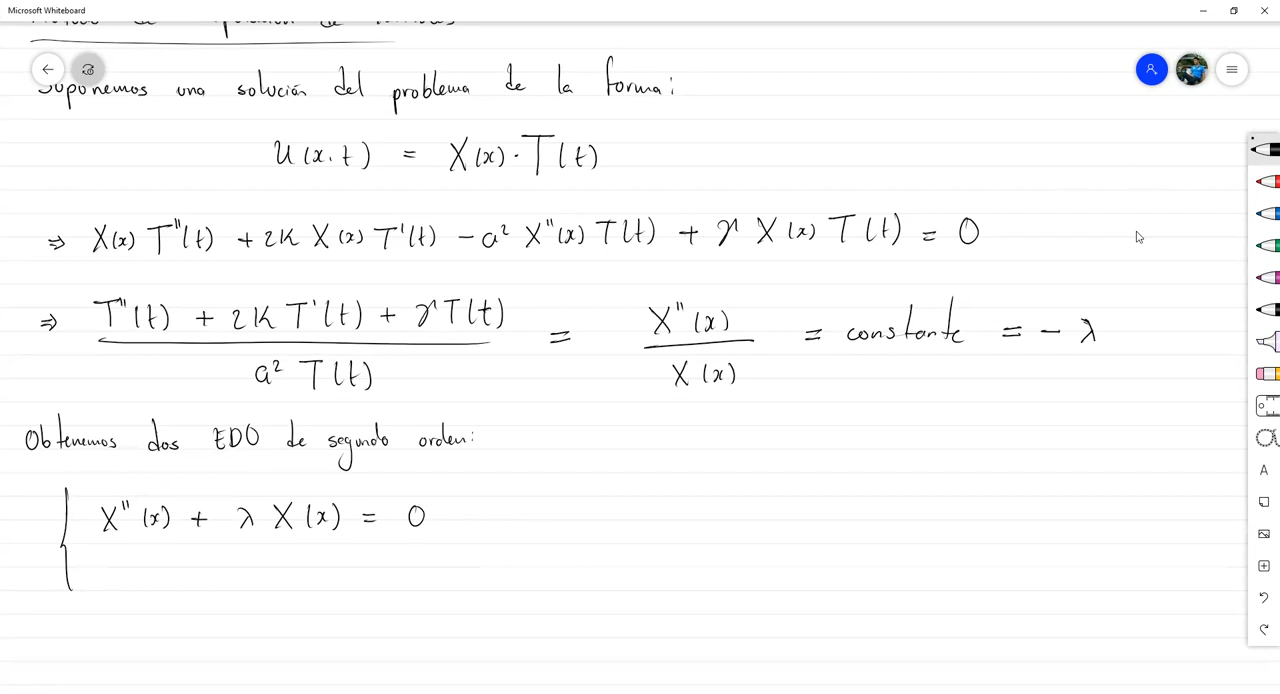 Microsoft Whiteboard
Suponemos una solución del problema de la forma:
u(x,t) = X(x)·T(t)
⇒ X(x) T''(t) + 2K X(x) T'(t) - a² X''(x) T(t) + γ X(x) T(t) = 0
⇒ (T''(t) + 2K T'(t) + γ T(t)) / (a² T(t)) = X''(x) / X(x) = constante = - λ
Obtenemos dos EDO de segundo orden:
{ X''(x) + λ X(x) = 0
A